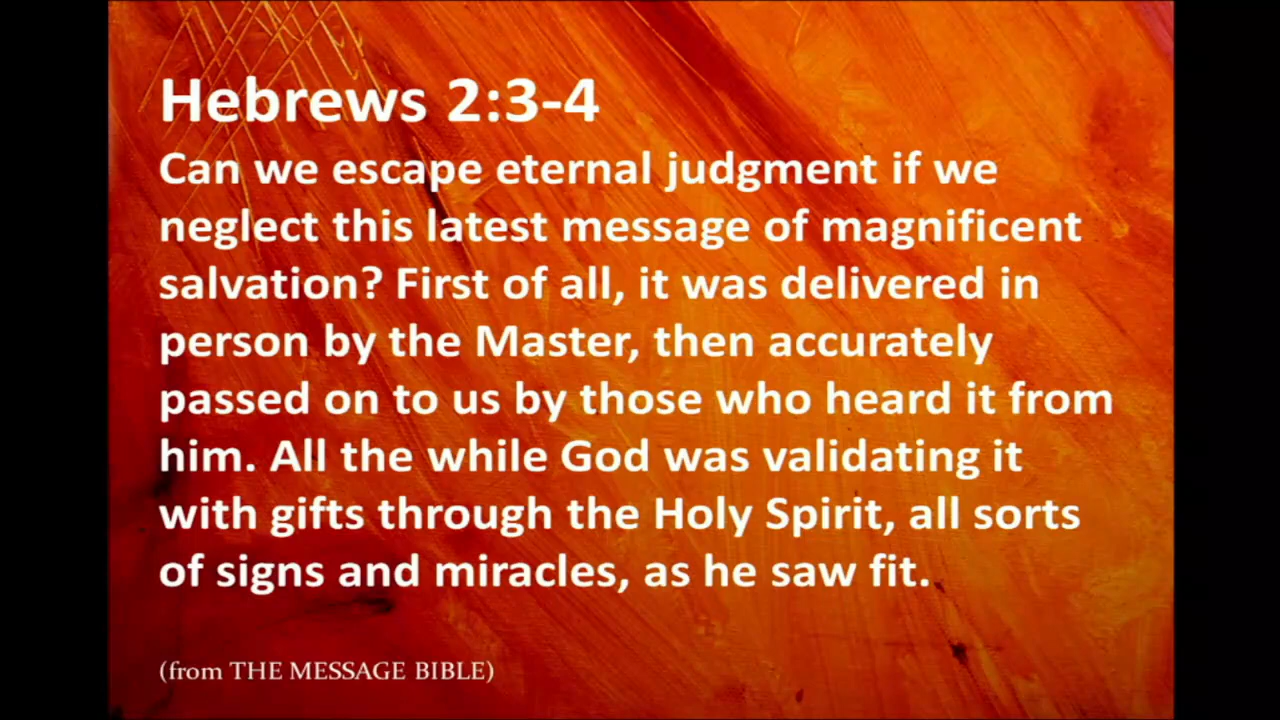 Hebrews 2:3-4
Can we escape eternal judgment if we
neglect this latest message of magnificent
salvation? First of all, it was delivered in
person by the Master, then accurately
passed on to us by those who heard it from
him. All the while God was validating it
with gifts through the Holy Spirit, all sorts
of signs and miracles, as he saw fit.
(from THE MESSAGE BIBLE)